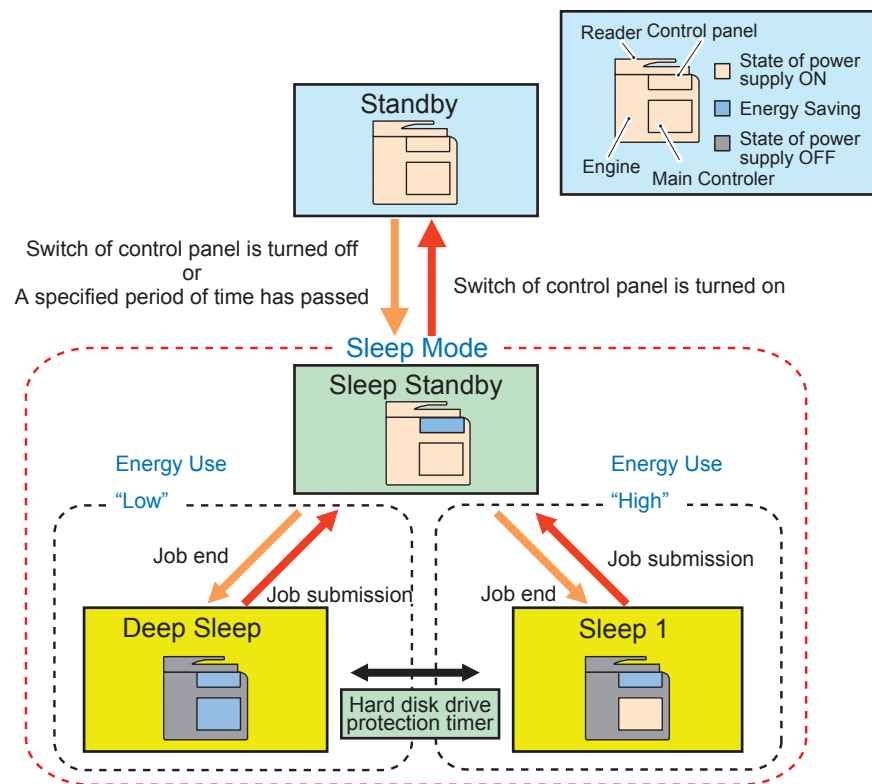 Reader
Control panel
State of power
supply ON
Energy Saving
State of power
supply OFF
Engine
Main Controler
Standby
Switch of control panel is turned off
or
A specified period of time has passed
Switch of control panel is turned on
Sleep Mode
Sleep Standby
Energy Use
“Low”
Energy Use
“High”
Job end
Job submission
Job end
Job submission
Deep Sleep
Sleep 1
Hard disk drive
protection timer